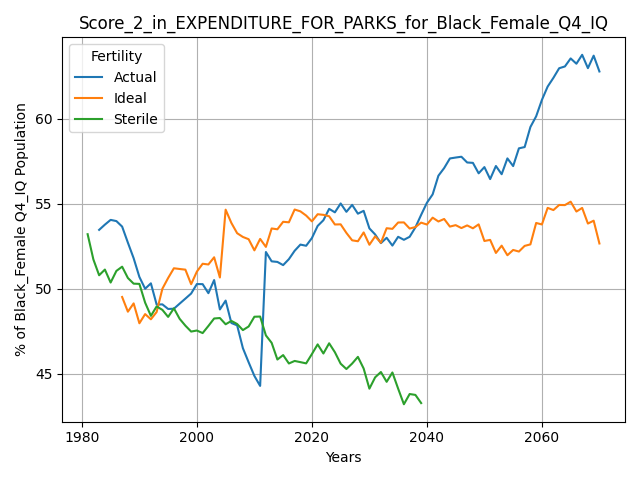 Score_2_in_EXPENDITURE_FOR_PARKS_for_Black_Female_Q4_IQ
Fertility
Actual
Ideal
Sterile
% of Black_Female Q4_IQ Population
60
55
50
45
1980
2000
2020
2040
2060
Years